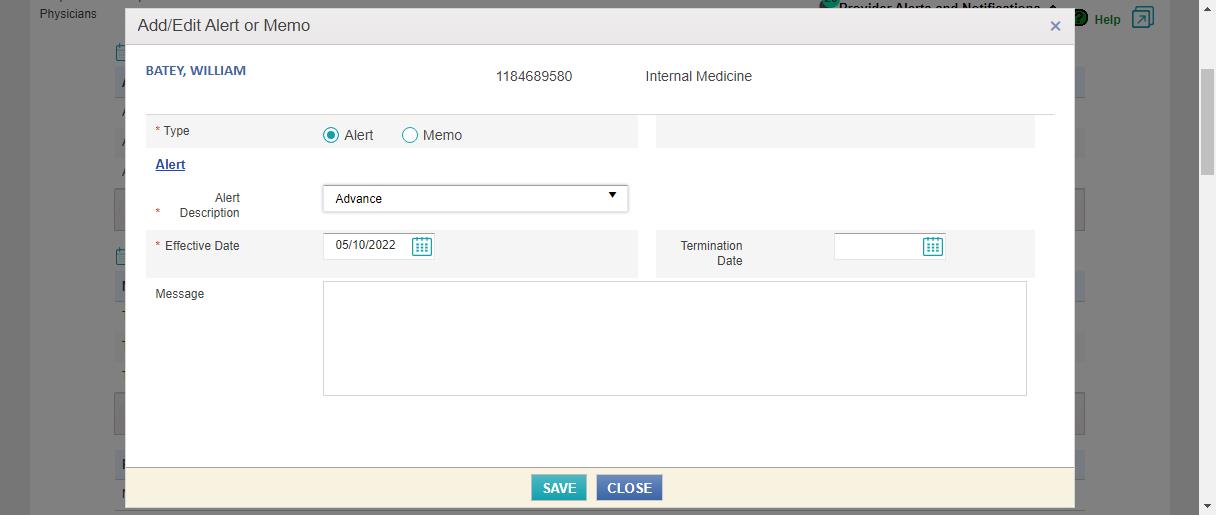 Physicians
Provider Alerts and Notifications
Help
Add/Edit Alert or Memo
BATEY, WILLIAM
1184689580
Internal Medicine
* Type
Alert
Memo
Alert
Alert
* Description
Advance
* Effective Date
05/10/2022
Termination
Date
Message
SAVE
CLOSE